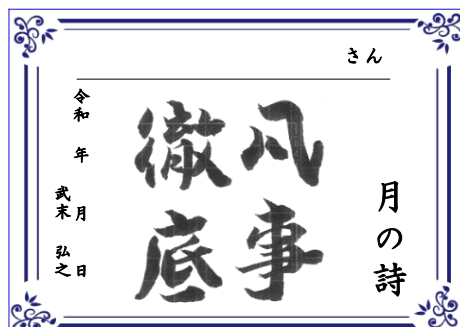 さん
月の詩
凡事
徹底
令和　年　月　日
武末　弘之